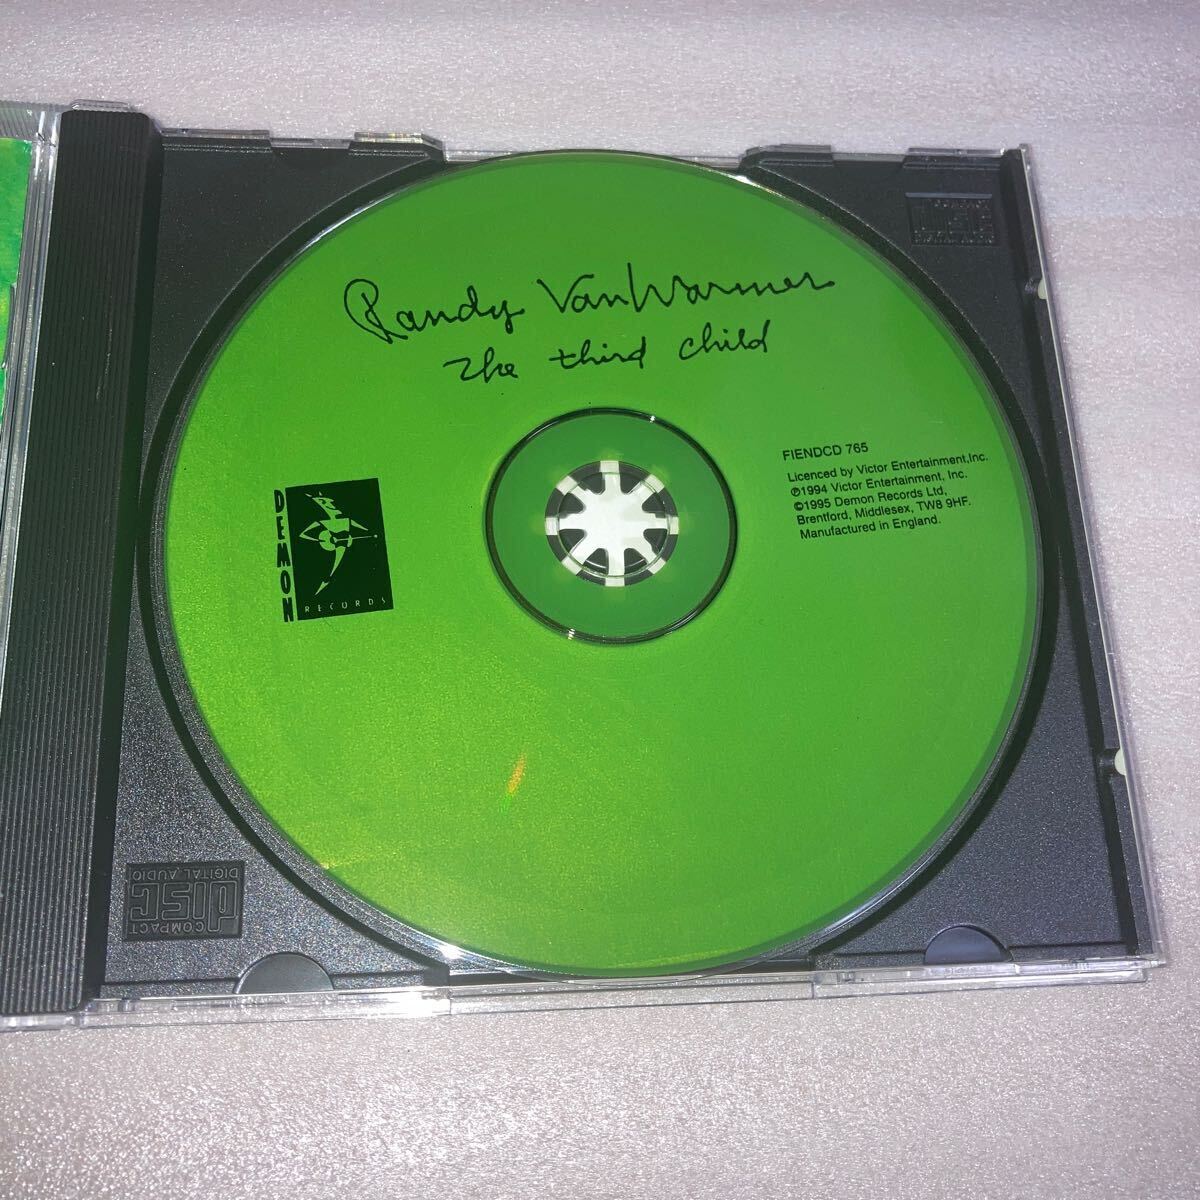 Randy VanWarmer
The third child
DEMON
RECORDS
FIENDCD 765
Licenced by Victor Entertainment,Inc.
℗1994 Victor Entertainment, Inc.
©1995 Demon Records Ltd,
Brentford, Middlesex, TW8 9HF.
Manufactured in England.
COMPACT
disc
DIGITAL AUDIO